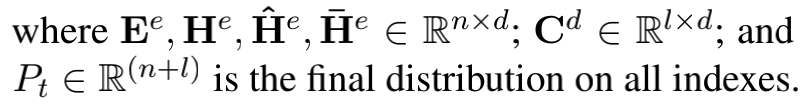 where E^e, H^e, Ĥ^e, H̄^e ∈ ℝ^{n×d}; C^d ∈ ℝ^{l×d}; and
P_t ∈ ℝ^{(n+l)} is the final distribution on all indexes.